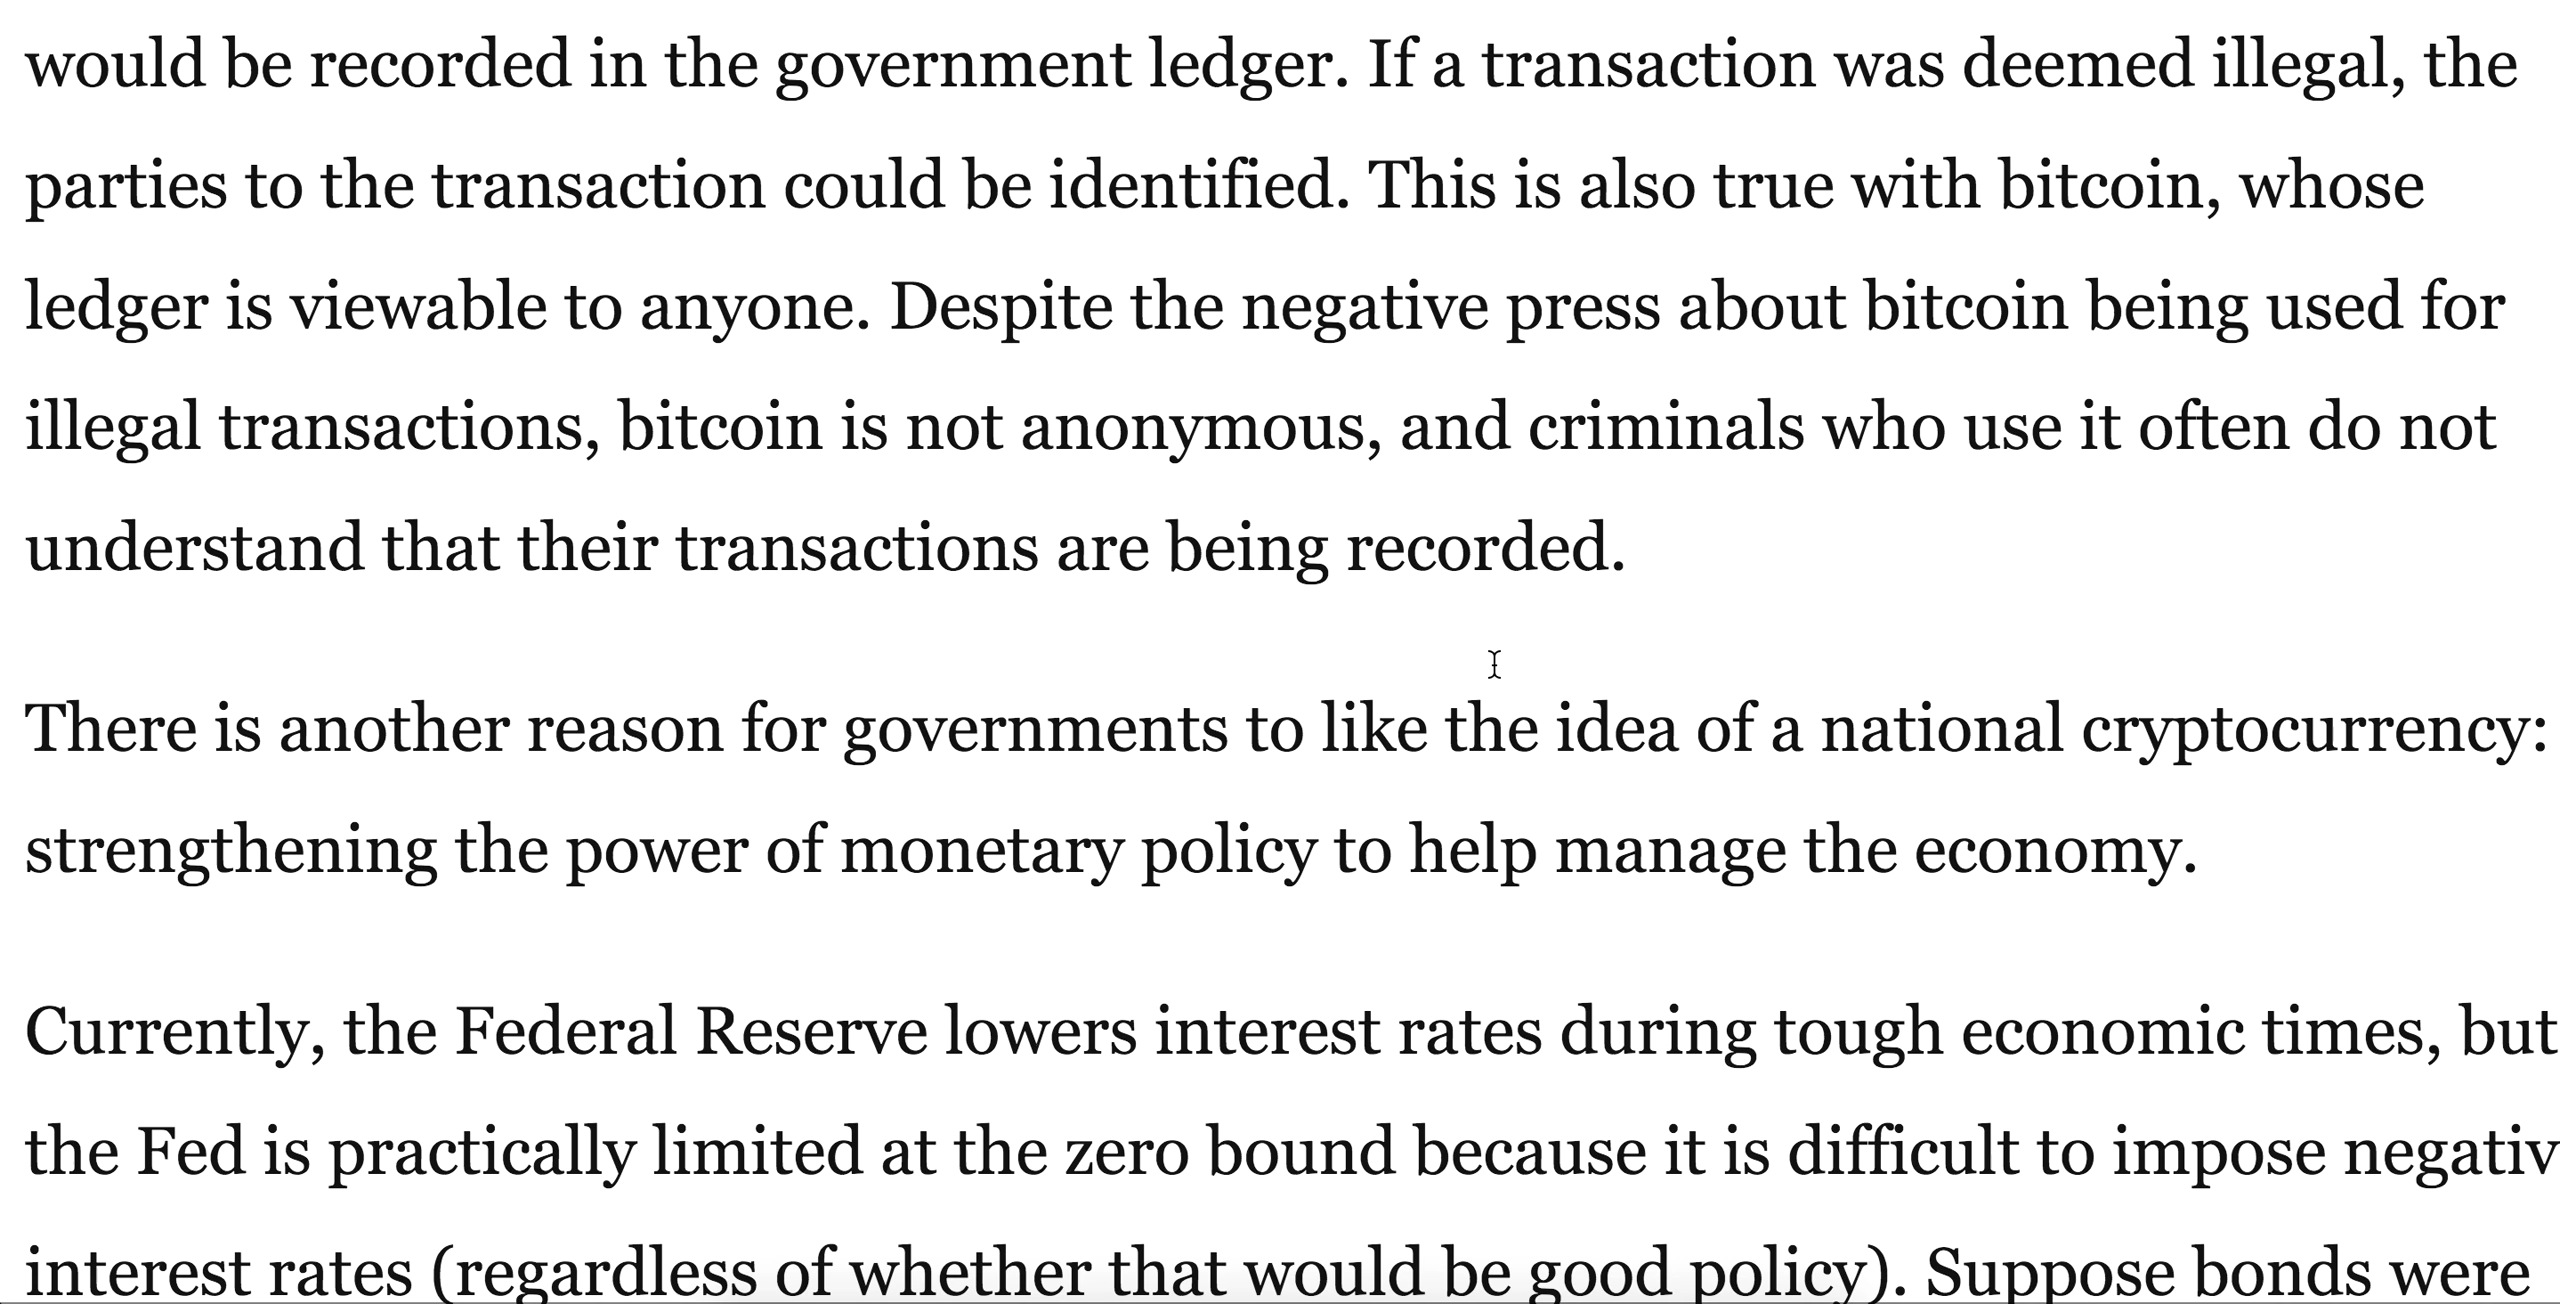 would be recorded in the government ledger. If a transaction was deemed illegal, the
parties to the transaction could be identified. This is also true with bitcoin, whose
ledger is viewable to anyone. Despite the negative press about bitcoin being used for
illegal transactions, bitcoin is not anonymous, and criminals who use it often do not
understand that their transactions are being recorded.
There is another reason for governments to like the idea of a national cryptocurrency:
strengthening the power of monetary policy to help manage the economy.
Currently, the Federal Reserve lowers interest rates during tough economic times, but
the Fed is practically limited at the zero bound because it is difficult to impose negativ
interest rates (regardless of whether that would be good policy). Suppose bonds were